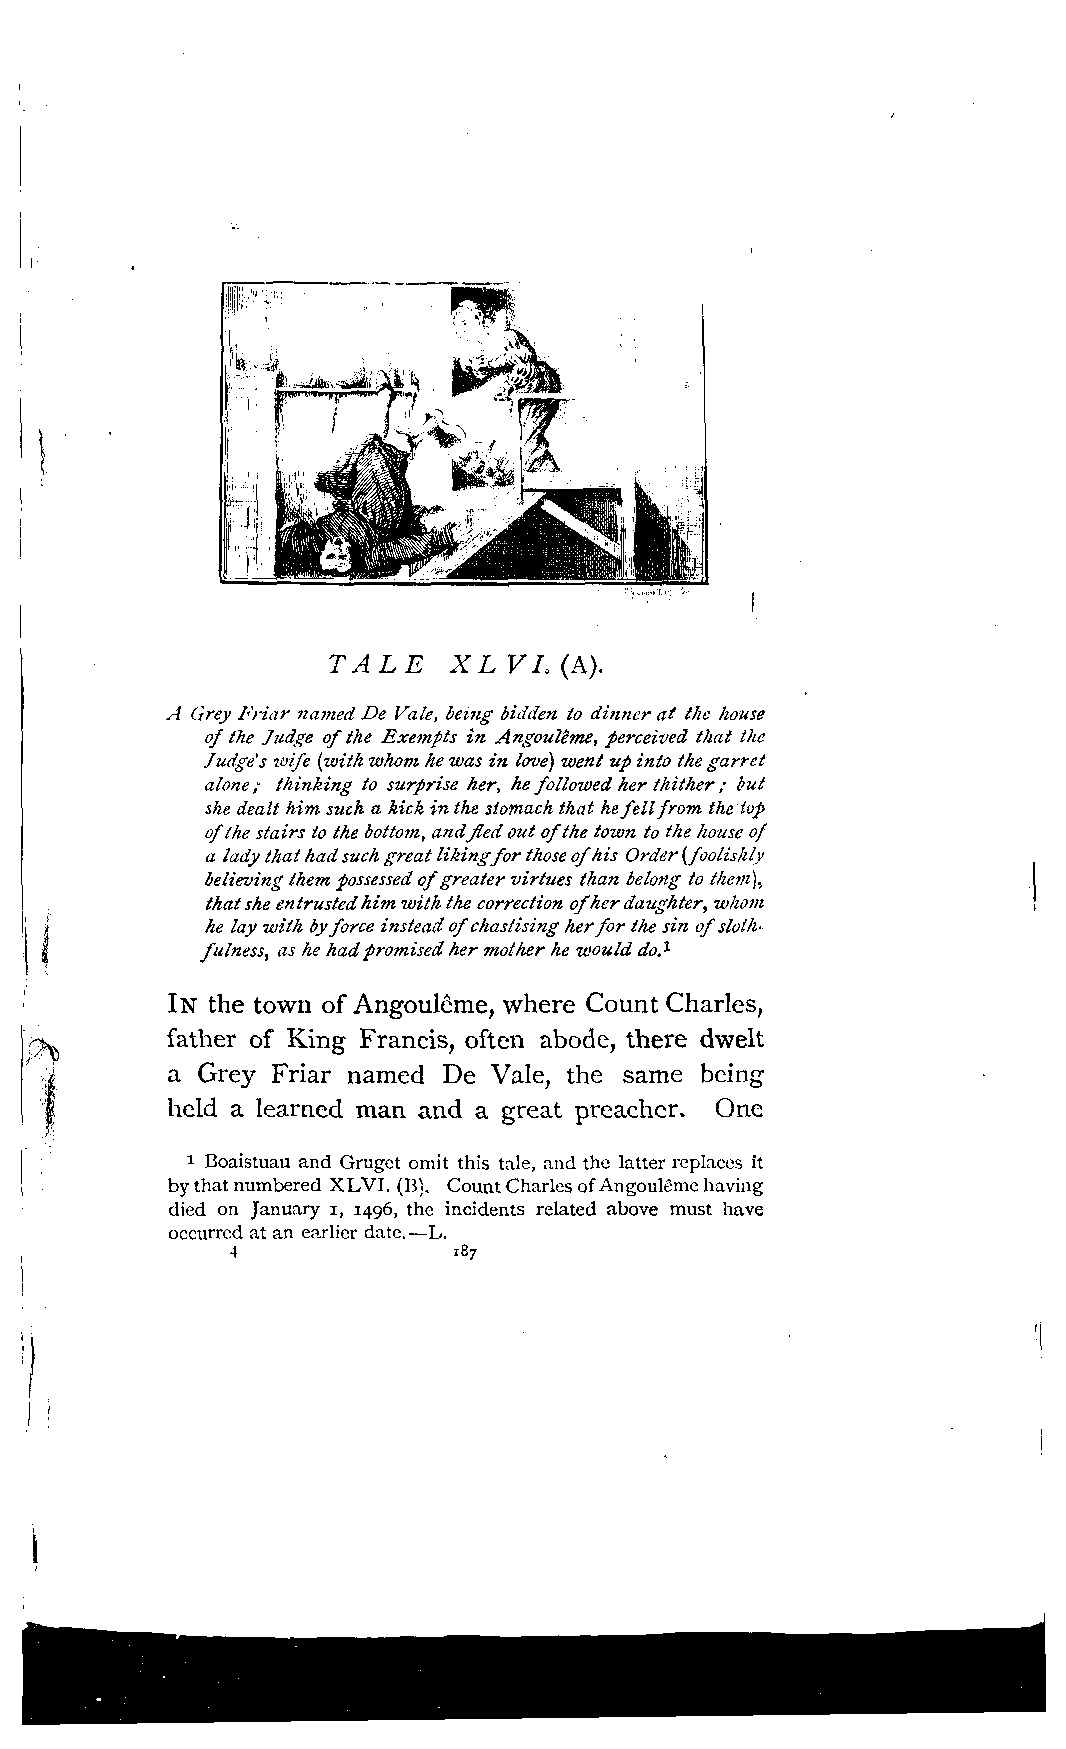 TALE XLVI. (A).
A Grey Friar named De Vale, being bidden to dinner at the house
of the Judge of the Exempts in Angoulême, perceived that the
Judge's wife (with whom he was in love) went up into the garret
alone; thinking to surprise her, he followed her thither; but
she dealt him such a kick in the stomach that he fell from the top
of the stairs to the bottom, and fled out of the town to the house of
a lady that had such great liking for those of his Order (foolishly
believing them possessed of greater virtues than belong to them),
that she entrusted him with the correction of her daughter, whom
he lay with by force instead of chastising her for the sin of sloth-
fulness, as he had promised her mother he would do.¹
IN the town of Angoulême, where Count Charles,
father of King Francis, often abode, there dwelt
a Grey Friar named De Vale, the same being
held a learned man and a great preacher. One
¹ Boaistuau and Gruget omit this tale, and the latter replaces it
by that numbered XLVI. (B). Count Charles of Angoulême having
died on January 1, 1496, the incidents related above must have
occurred at an earlier date.—L.
4 187